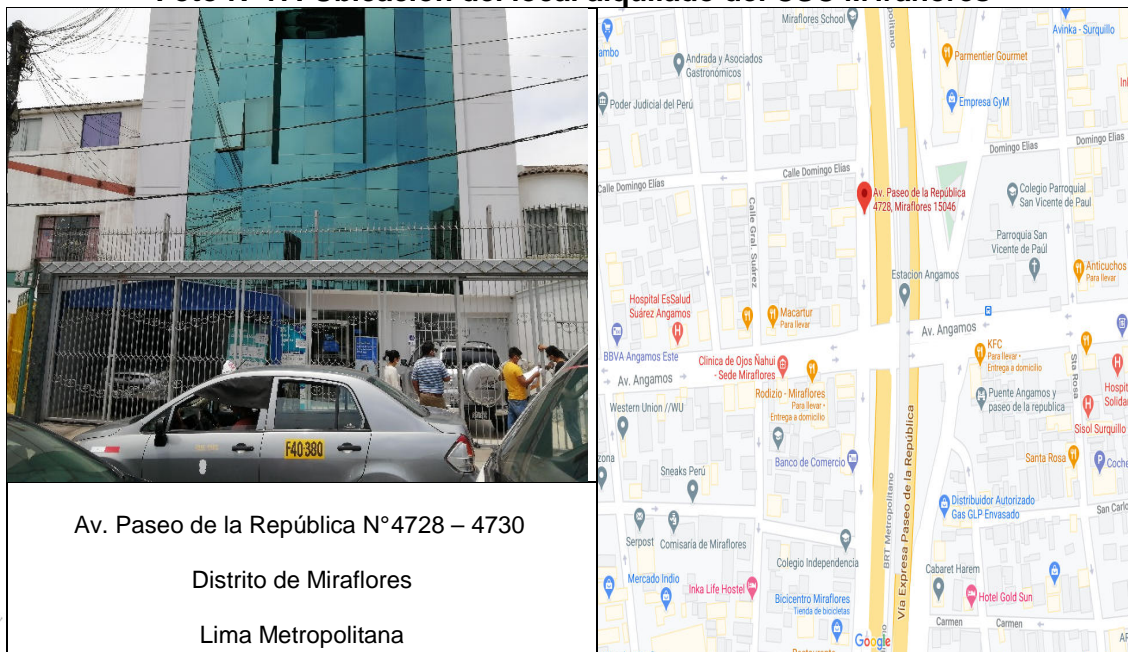 F40-380
Av. Paseo de la República N°4728 – 4730
Distrito de Miraflores
Lima Metropolitana
Miraflores School
Avinka - Surquillo
Andrada y Asociados
Gastronómicos
Parmentier Gourmet
Poder Judicial del Perú
Empresa GyM
Domingo Elías
Calle Domingo Elías
Calle Domingo Elías
Av. Paseo de la República
4728, Miraflores 15046
Colegio Parroquial
San Vicente de Paul
Calle Gral. Suárez
Parroquia San
Vicente de Paúl
Estacion Angamos
Anticuchos
Para llevar
Hospital EsSalud
Suárez Angamos
Macartur
Para llevar
Av. Angamos
BBVA Angamos Este
Clinica de Ojos Ñahui
- Sede Miraflores
KFC
Para llevar -
Entrega a domicilio
Sta Rosa
Av. Angamos
Rodizio - Miraflores
Para llevar -
Entrega a domicilio
Puente Angamos y
paseo de la republica
Western Union //WU
Sisol Surquillo
Banco de Comercio
Santa Rosa
Sneaks Perú
Vía Expresa Paseo de la República
BRT Metropolitano
Distribuidor Autorizado
Gas GLP Envasado
Serpost
Comisaría de Miraflores
Colegio Independencia
Cabaret Harem
Mercado Indio
Inka Life Hostel
Bicicentro Miraflores
Tienda de bicicletas
Hotel Gold Sun
Carmen
Carmen
Google